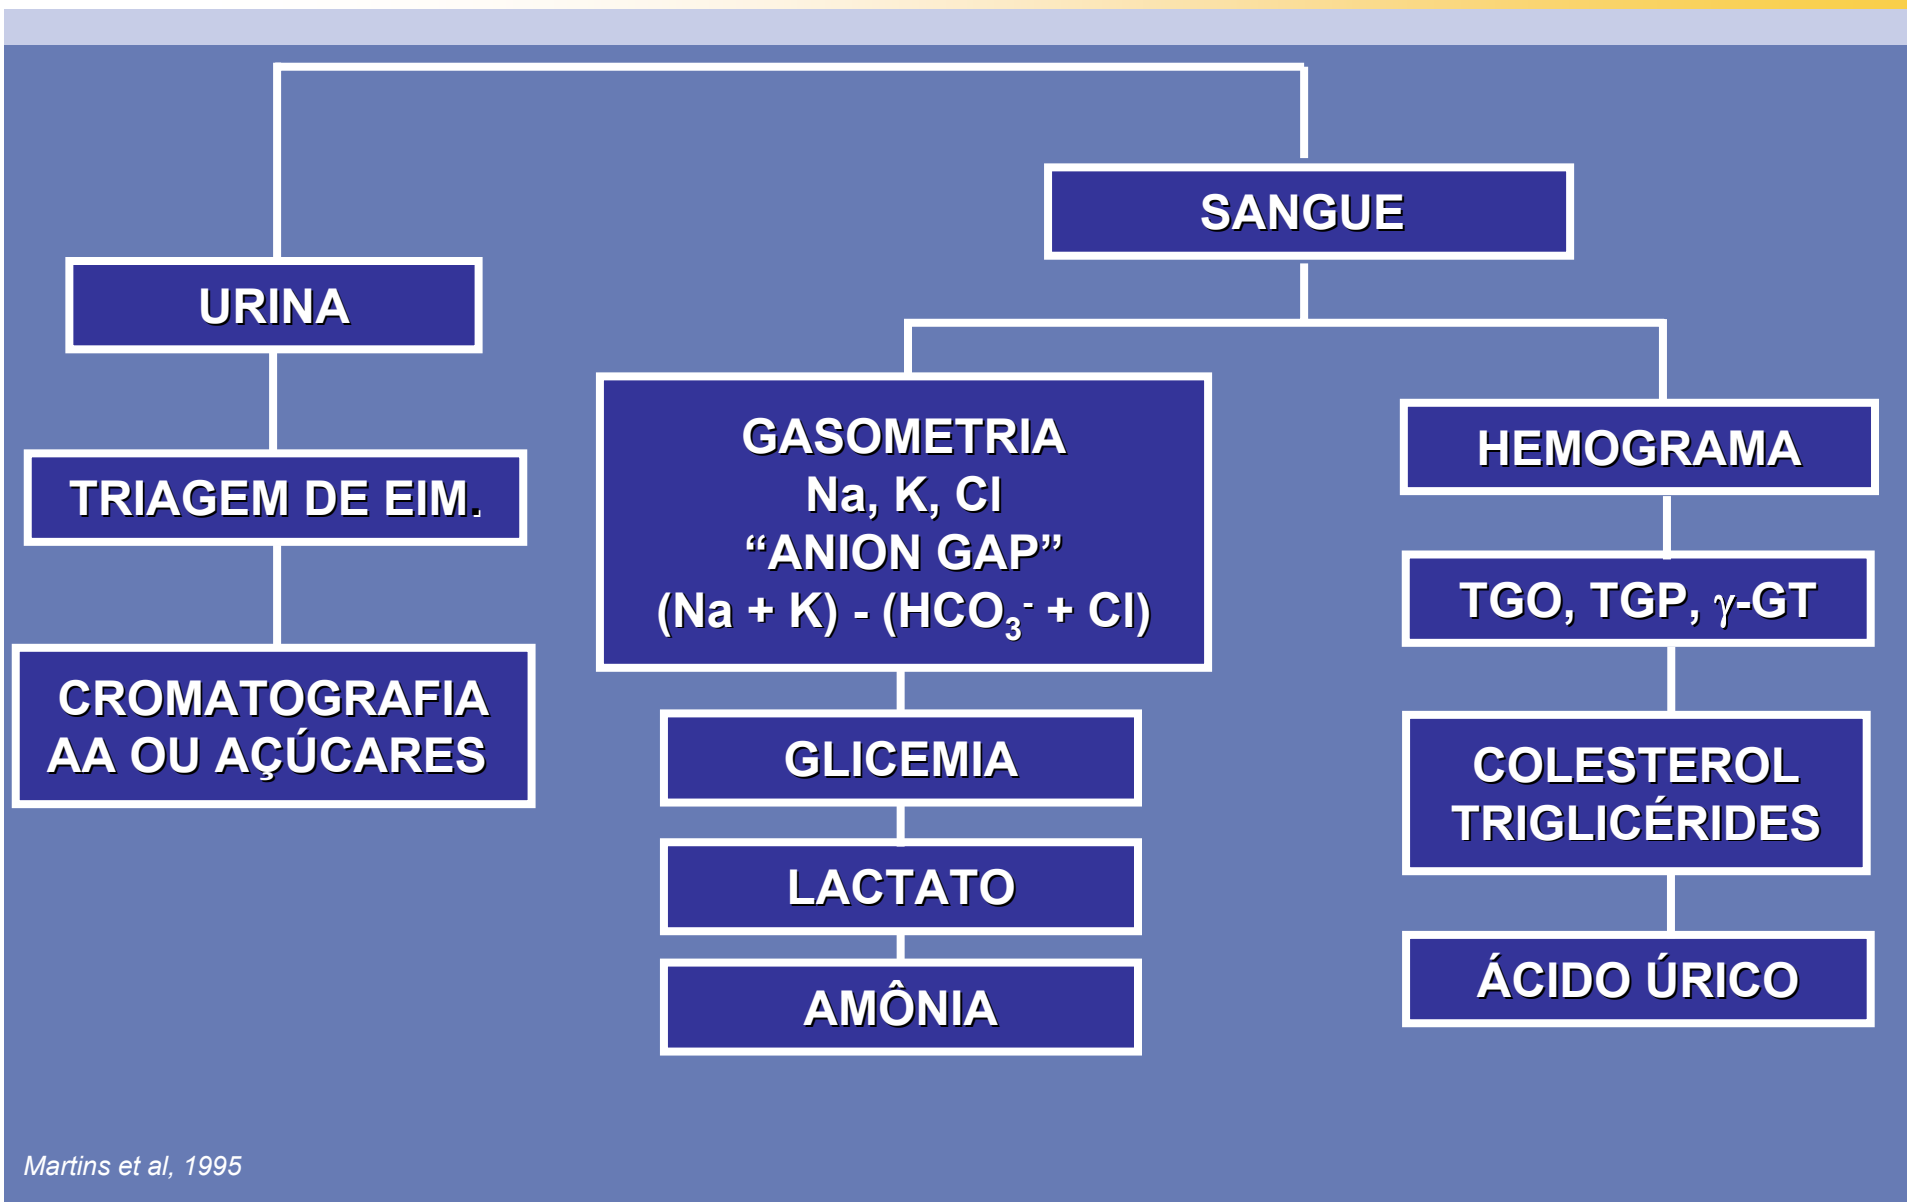 SANGUE
URINA
TRIAGEM DE EIM.
CROMATOGRAFIA
AA OU AÇÚCARES
GASOMETRIA
Na, K, Cl
“ANION GAP”
(Na + K) - (HCO₃⁻ + Cl)
GLICEMIA
LACTATO
AMÔNIA
HEMOGRAMA
TGO, TGP, γ-GT
COLESTEROL
TRIGLICÉRIDES
ÁCIDO ÚRICO
Martins et al, 1995